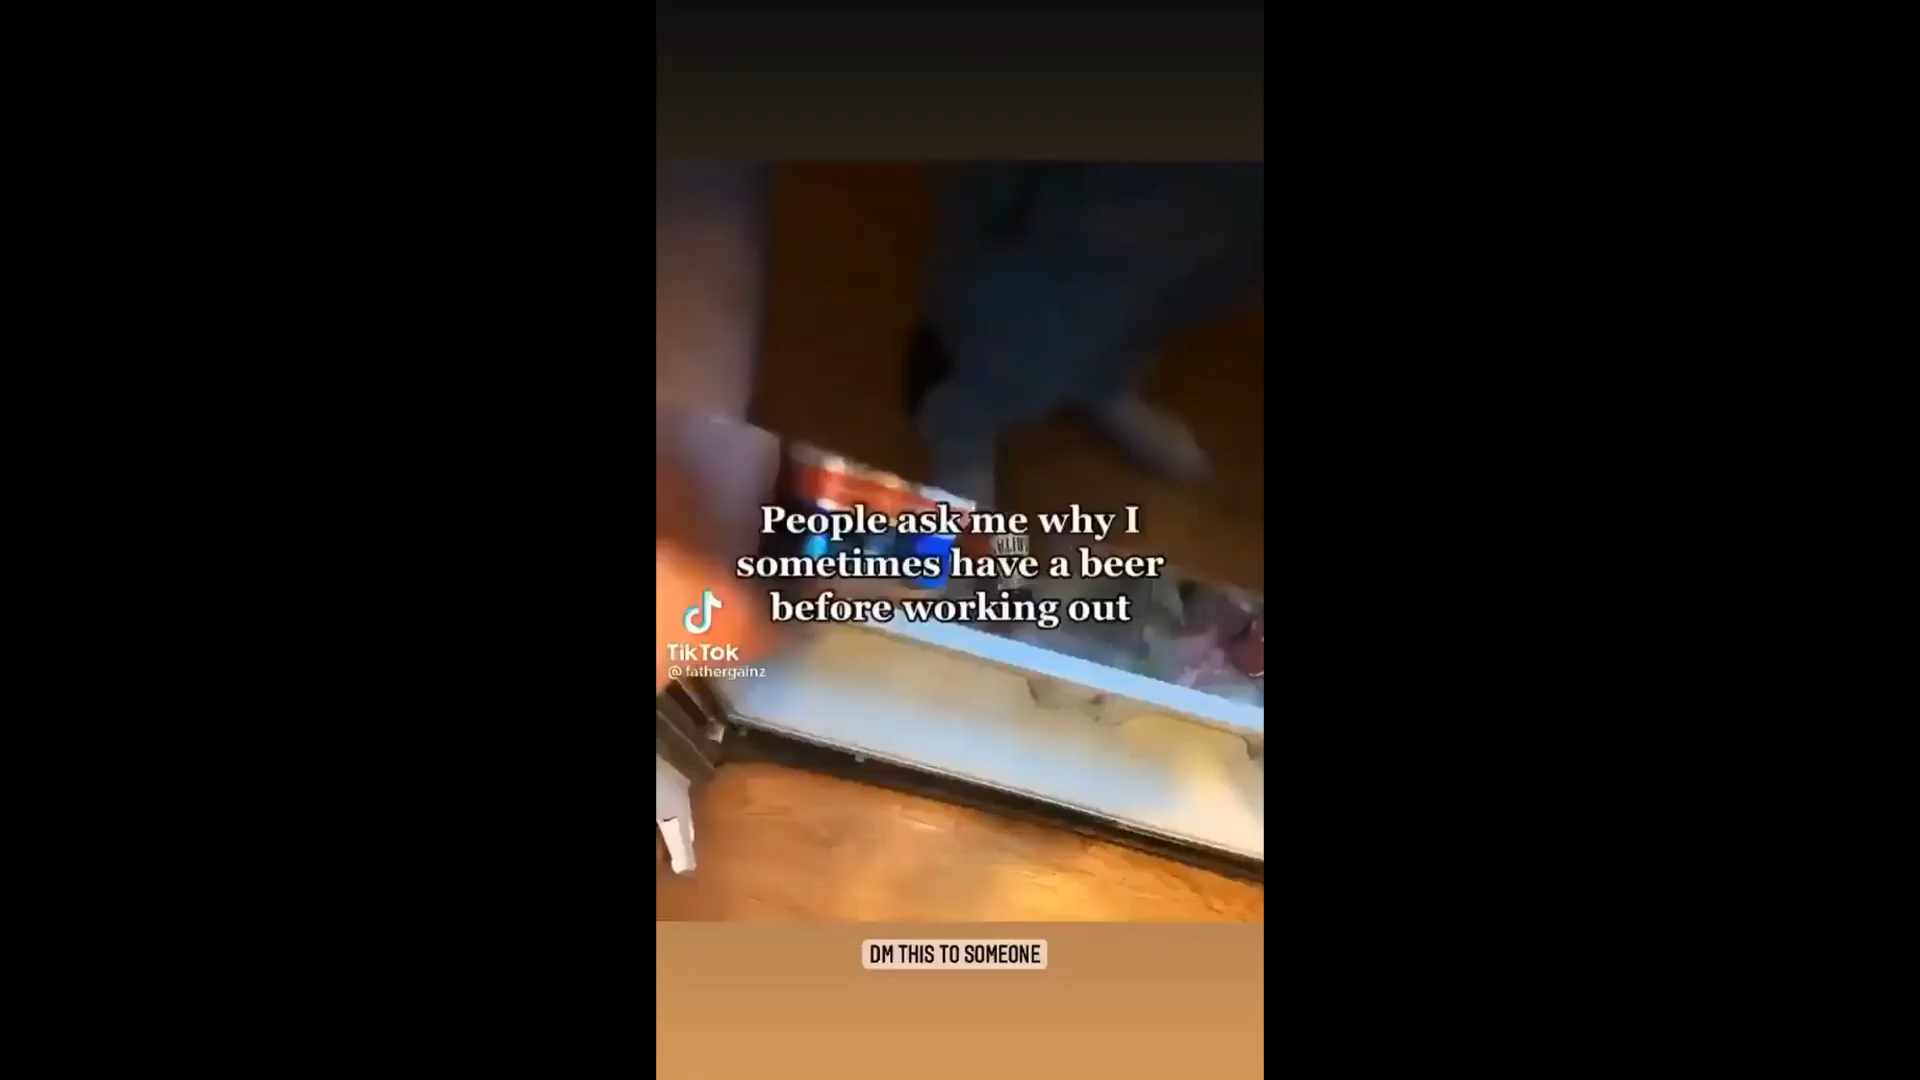 People ask me why I
sometimes have a beer
before working out
TikTok
@fathergainz
DM THIS TO SOMEONE